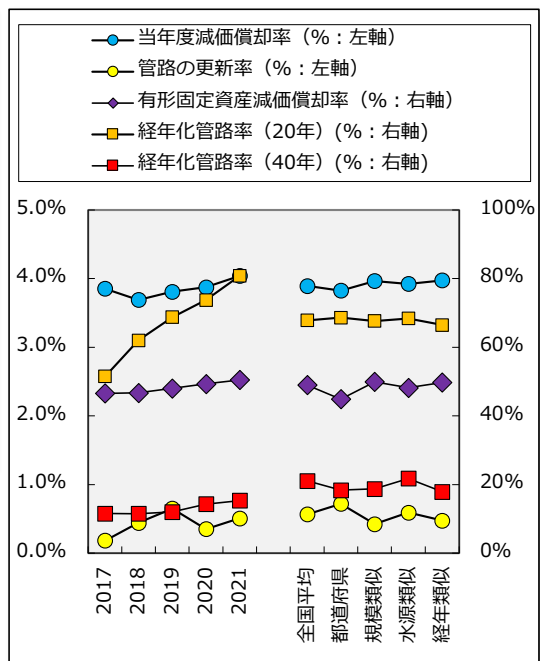 当年度減価償却率（%：左軸）
管路の更新率（%：左軸）
有形固定資産減価償却率（%：右軸）
経年化管路率（20年）(%：右軸)
経年化管路率（40年）(%：右軸)
5.0%
100%
4.0%
80%
3.0%
60%
2.0%
40%
1.0%
20%
0.0%
0%
2017
2018
2019
2020
2021
全国平均
都道府県
規模類似
水源類似
経年類似